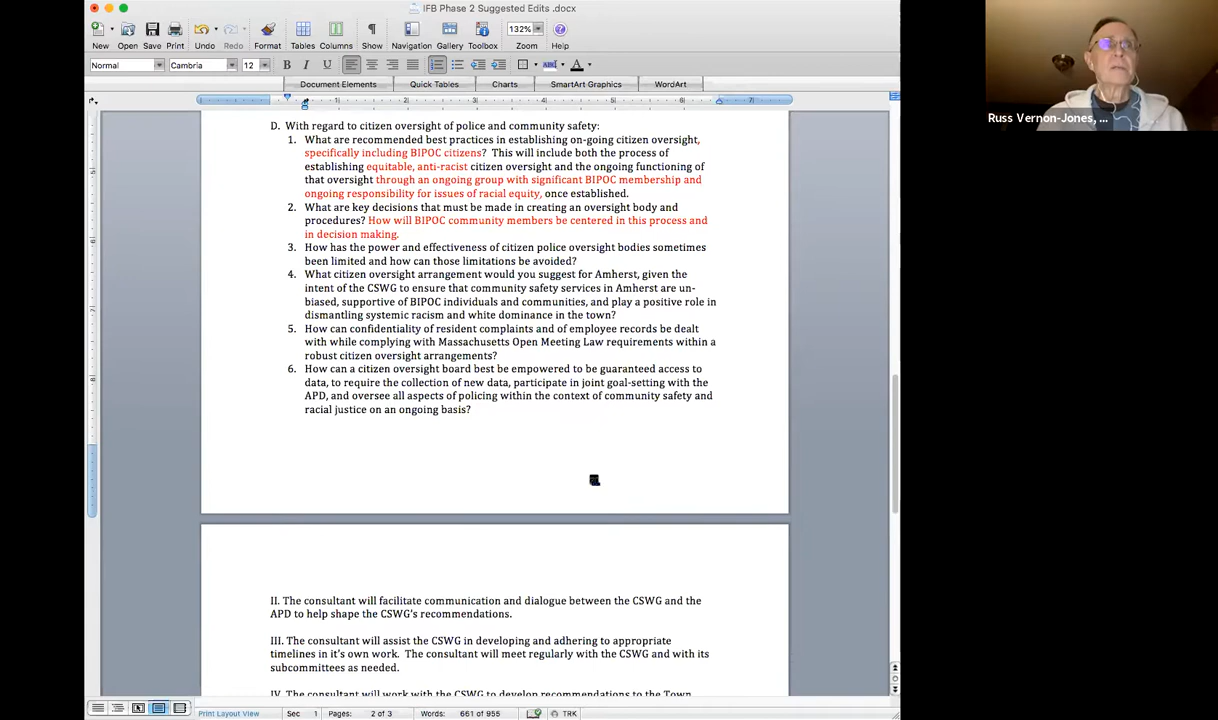 IFB Phase 2 Suggested Edits .docx
132%
New Open Save Print Undo Redo Format Tables Columns Show Navigation Gallery Toolbox Zoom Help
Normal Cambria 12 B I U A
Document Elements Quick Tables Charts SmartArt Graphics WordArt
Russ Vernon-Jones, ...
D. With regard to citizen oversight of police and community safety:
1. What are recommended best practices in establishing on-going citizen oversight,
specifically including BIPOC citizens? This will include both the process of
establishing equitable, anti-racist citizen oversight and the ongoing functioning of
that oversight through an ongoing group with significant BIPOC membership and
ongoing responsibility for issues of racial equity, once established.
2. What are key decisions that must be made in creating an oversight body and
procedures? How will BIPOC community members be centered in this process and
in decision making.
3. How has the power and effectiveness of citizen police oversight bodies sometimes
been limited and how can those limitations be avoided?
4. What citizen oversight arrangement would you suggest for Amherst, given the
intent of the CSWG to ensure that community safety services in Amherst are un-
biased, supportive of BIPOC individuals and communities, and play a positive role in
dismantling systemic racism and white dominance in the town?
5. How can confidentiality of resident complaints and of employee records be dealt
with while complying with Massachusetts Open Meeting Law requirements within a
robust citizen oversight arrangements?
6. How can a citizen oversight board best be empowered to be guaranteed access to
data, to require the collection of new data, participate in joint goal-setting with the
APD, and oversee all aspects of policing within the context of community safety and
racial justice on an ongoing basis?
II. The consultant will facilitate communication and dialogue between the CSWG and the
APD to help shape the CSWG's recommendations.
III. The consultant will assist the CSWG in developing and adhering to appropriate
timelines in it's own work. The consultant will meet regularly with the CSWG and with its
subcommittees as needed.
IV. The consultant will work with the CSWG to develop recommendations to the Town
Print Layout View Sec 1 Pages: 2 of 3 Words: 661 of 955 TRK